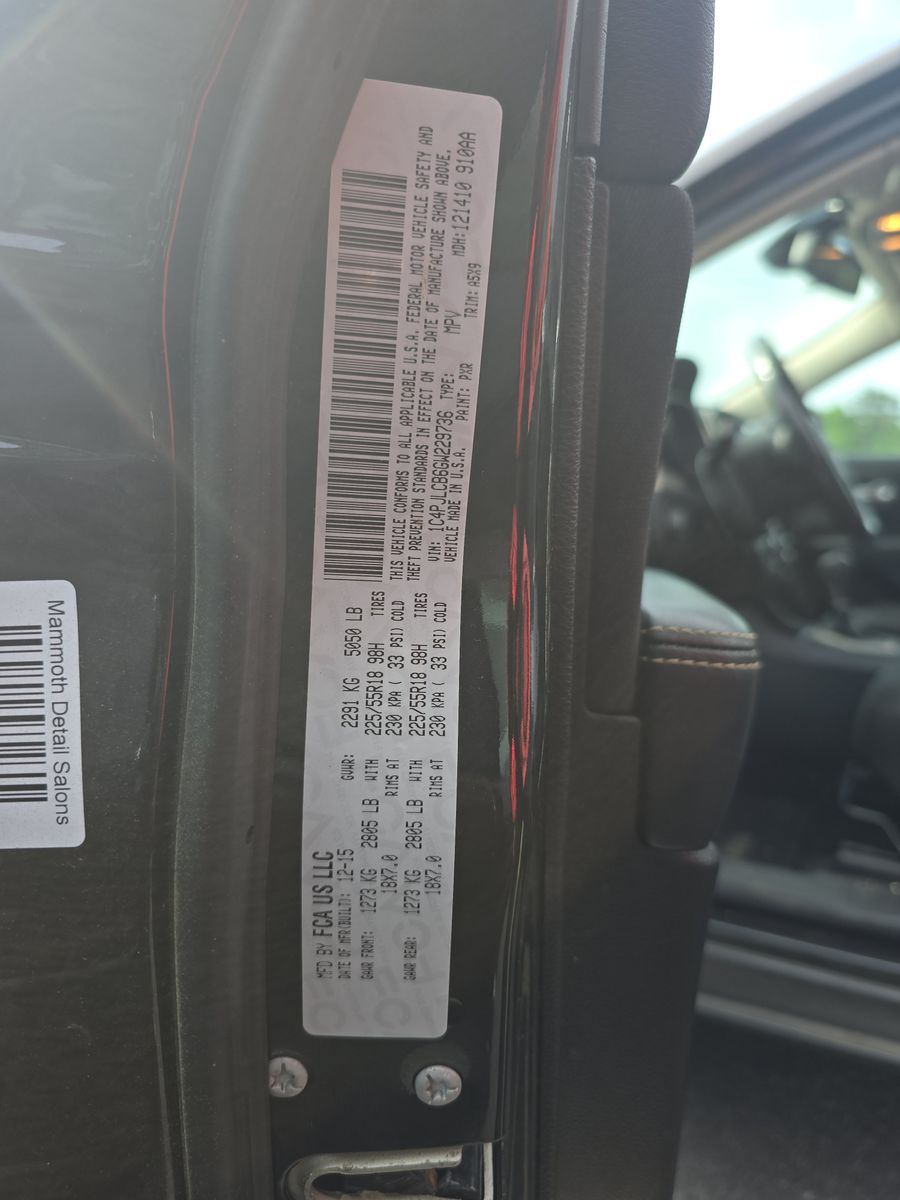 MFD BY FCA US LLC
DATE OF MFR(BUILT): 12-15 GVWR: 2291 KG 5050 LB
GAWR FRONT: 1273 KG 2805 LB WITH 225/55R18 98H TIRES
18X7.0 RIMS AT 230 KPA ( 33 PSI) COLD
GAWR REAR: 1273 KG 2805 LB WITH 225/55R18 98H TIRES
18X7.0 RIMS AT 230 KPA ( 33 PSI) COLD
THIS VEHICLE CONFORMS TO ALL APPLICABLE U.S.A. FEDERAL MOTOR VEHICLE SAFETY AND
THEFT PREVENTION STANDARDS IN EFFECT ON THE DATE OF MANUFACTURE SHOWN ABOVE.
VIN: 1C4PJLCB6GW229736 TYPE: MPV MDH: 121410 910AA
VEHICLE MADE IN U.S.A. PAINT: PXR TRIM: A5X9
Mammoth Detail Salons